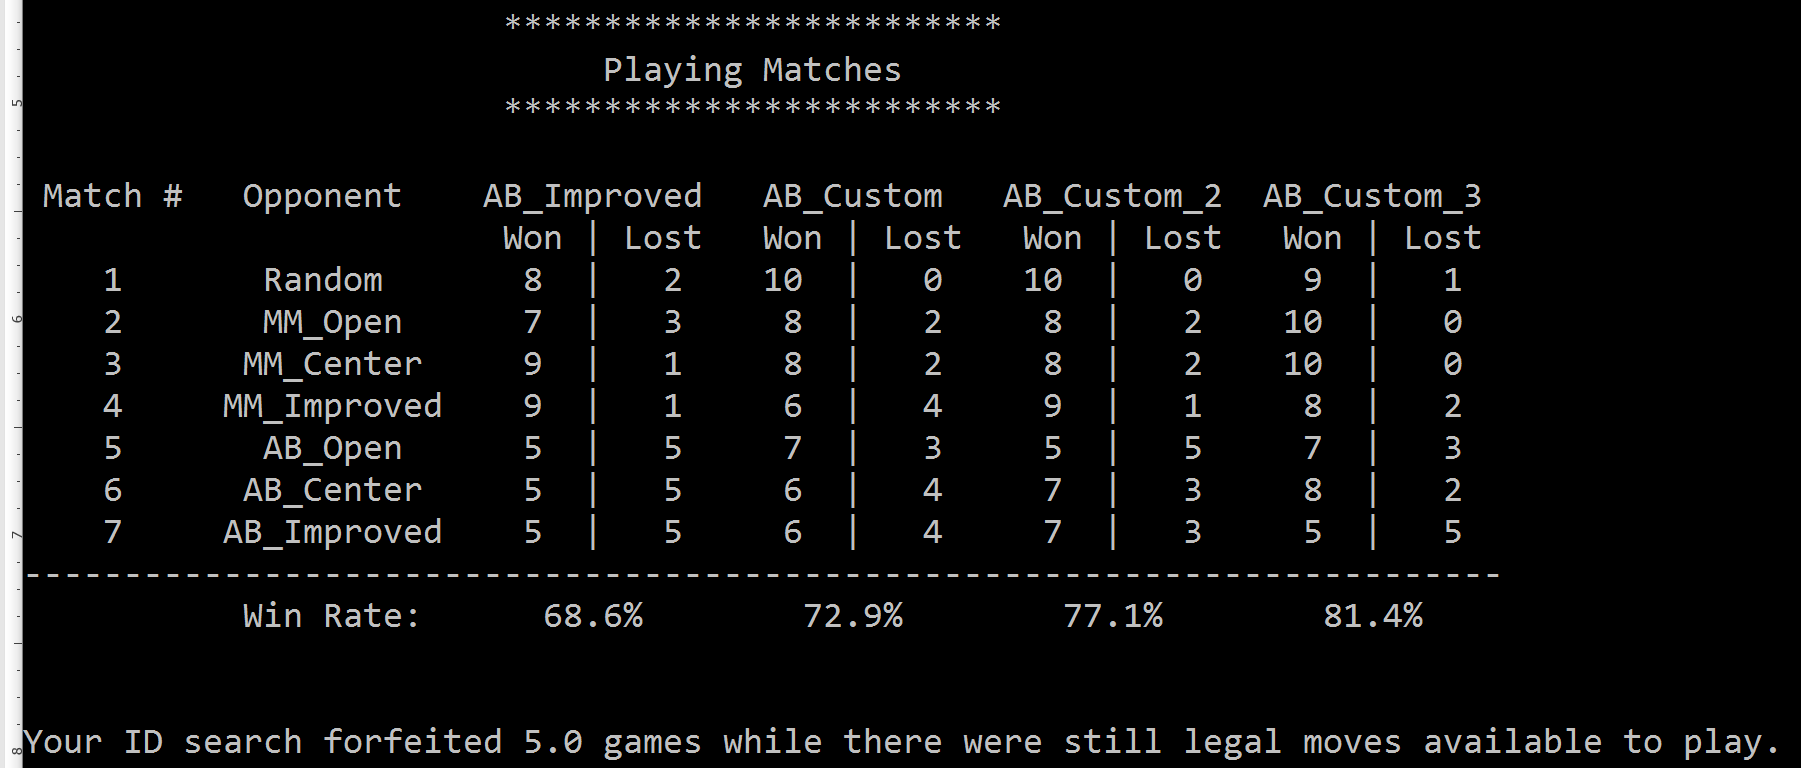 *************************
Playing Matches
*************************
Match # Opponent AB_Improved AB_Custom AB_Custom_2 AB_Custom_3
Won | Lost Won | Lost Won | Lost Won | Lost
1 Random 8 | 2 10 | 0 10 | 0 9 | 1
2 MM_Open 7 | 3 8 | 2 8 | 2 10 | 0
3 MM_Center 9 | 1 8 | 2 8 | 2 10 | 0
4 MM_Improved 9 | 1 6 | 4 9 | 1 8 | 2
5 AB_Open 5 | 5 7 | 3 5 | 5 7 | 3
6 AB_Center 5 | 5 6 | 4 7 | 3 8 | 2
7 AB_Improved 5 | 5 6 | 4 7 | 3 5 | 5
--------------------------------------------------------------------------
Win Rate: 68.6% 72.9% 77.1% 81.4%
Your ID search forfeited 5.0 games while there were still legal moves available to play.
5
6
7
8